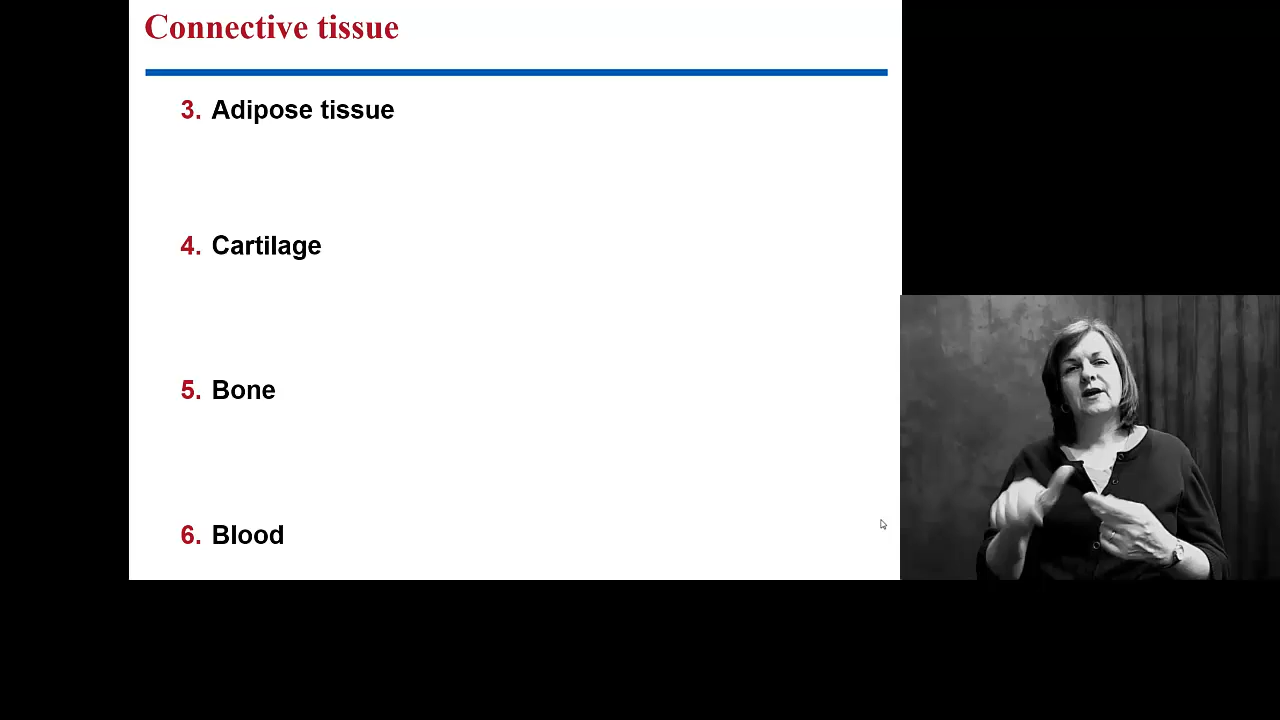 Connective tissue
3. Adipose tissue
4. Cartilage
5. Bone
6. Blood